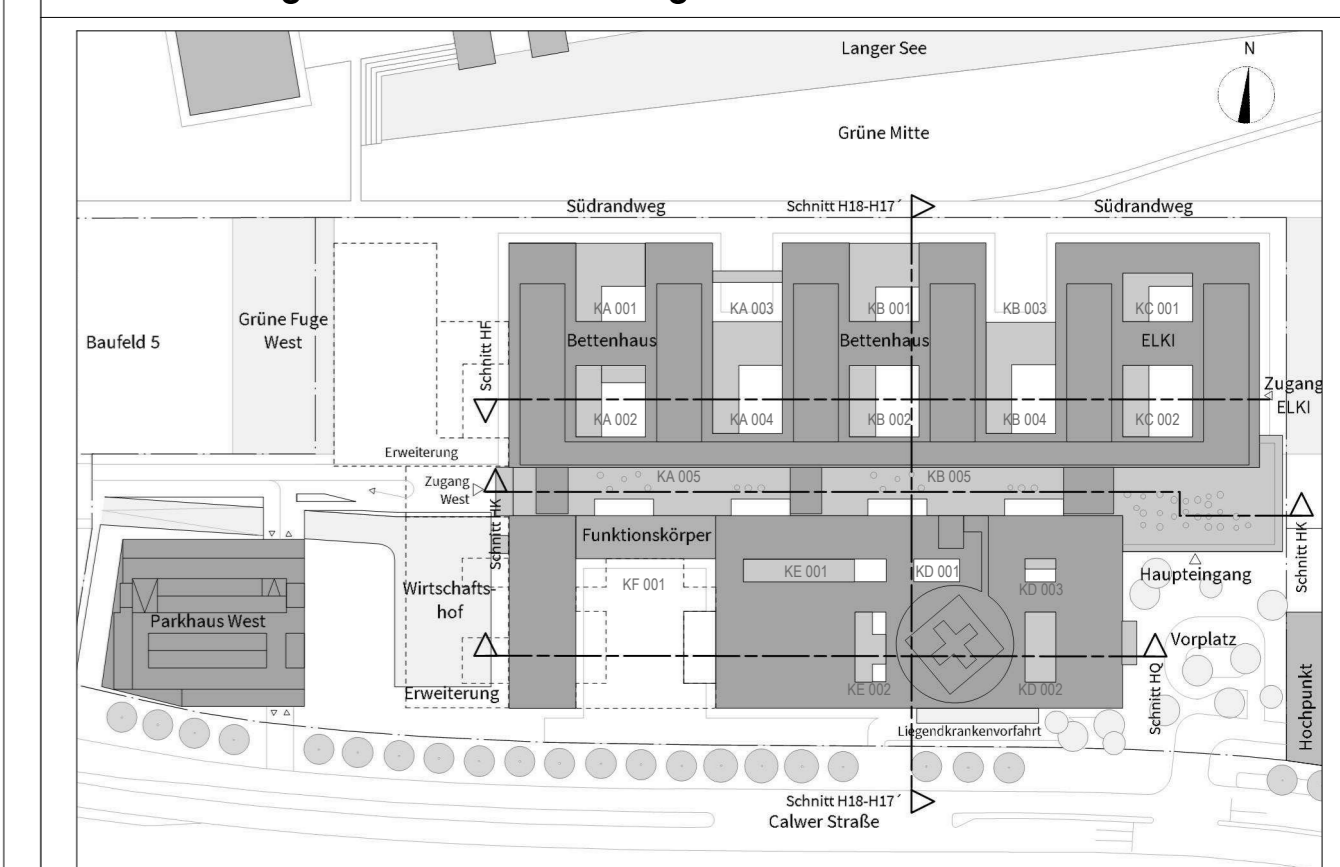 Langer See
N
Grüne Mitte
Südrandweg
Schnitt H18-H17´
Südrandweg
KA 001
KA 003
KB 001
KB 003
KC 001
Grüne Fuge
West
Baufeld 5
Schnitt HF
Bettenhaus
Bettenhaus
ELKI
Zugang
ELKI
KA 002
KA 004
KB 002
KB 004
KC 002
Erweiterung
Zugang
West
KA 005
KB 005
Schnitt HK
Schnitt HK
Funktionskörper
Haupteingang
KE 001
KD 001
KD 003
KF 001
Wirtschafts-
hof
Parkhaus West
Vorplatz
Erweiterung
KE 002
KD 002
Schnitt HQ
Liegendkrankenvorfahrt
Hochpunkt
Schnitt H18-H17´
Calwer Straße